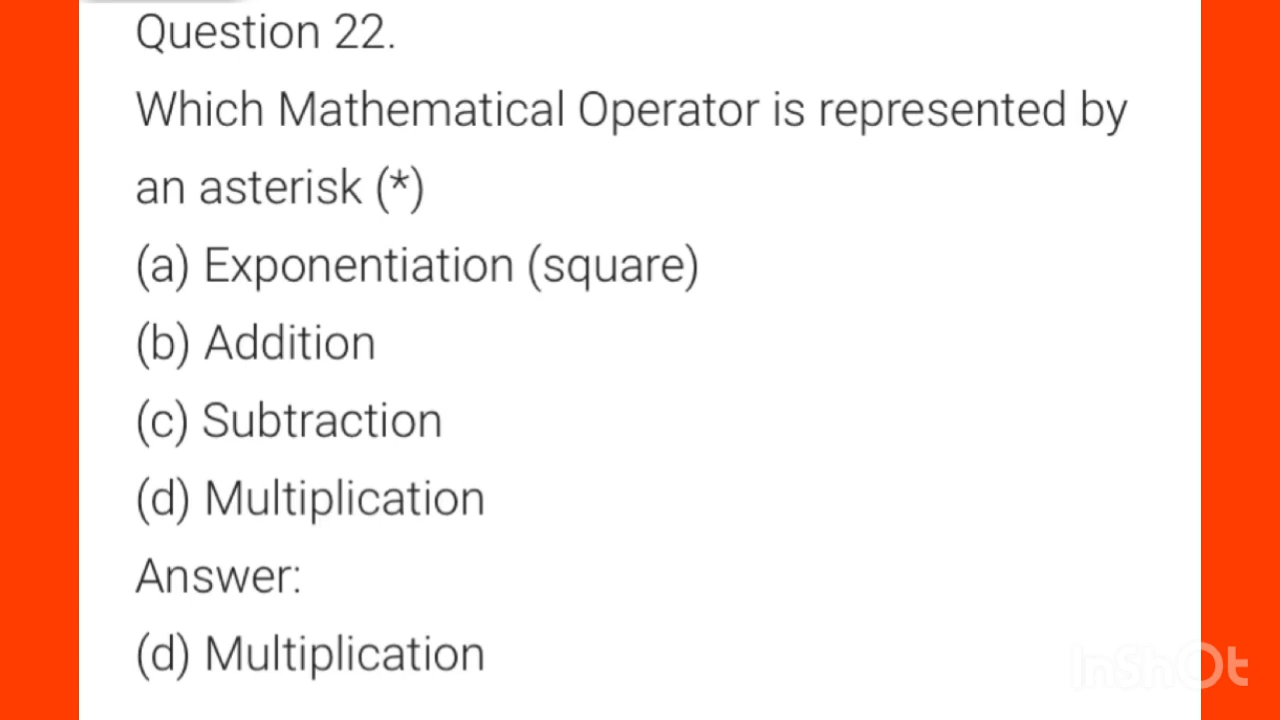 Question 22.
Which Mathematical Operator is represented by
an asterisk (*)
(a) Exponentiation (square)
(b) Addition
(c) Subtraction
(d) Multiplication
Answer:
(d) Multiplication
InShOt